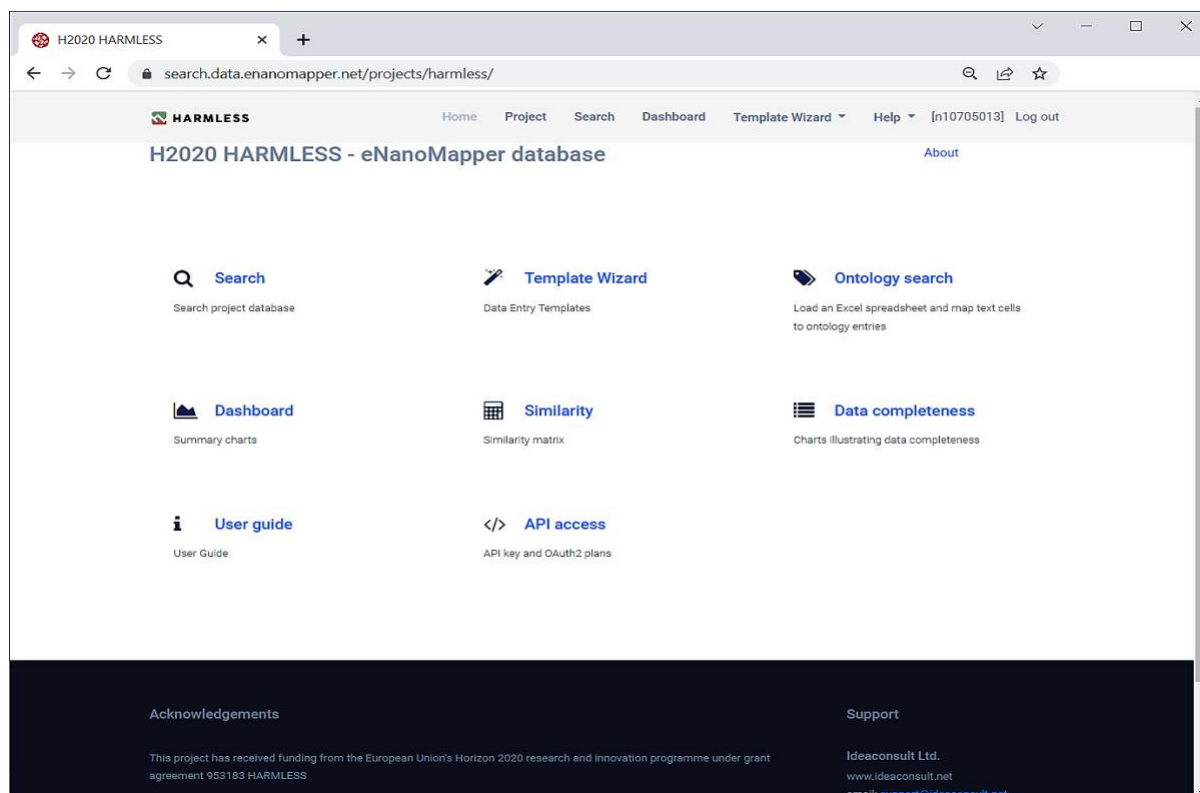 H2020 HARMLESS
search.data.enanomapper.net/projects/harmless/
HARMLESS Home Project Search Dashboard Template Wizard Help [n10705013] Log out
H2020 HARMLESS - eNanoMapper database About
Search Template Wizard Ontology search
Search project database Data Entry Templates Load an Excel spreadsheet and map text cells
to ontology entries
Dashboard Similarity Data completeness
Summary charts Similarity matrix Charts illustrating data completeness
User guide </> API access
User Guide API key and OAuth2 plans
Acknowledgements Support
This project has received funding from the European Union's Horizon 2020 research and innovation programme under grant Ideaconsult Ltd.
agreement 953183 HARMLESS www.ideaconsult.net